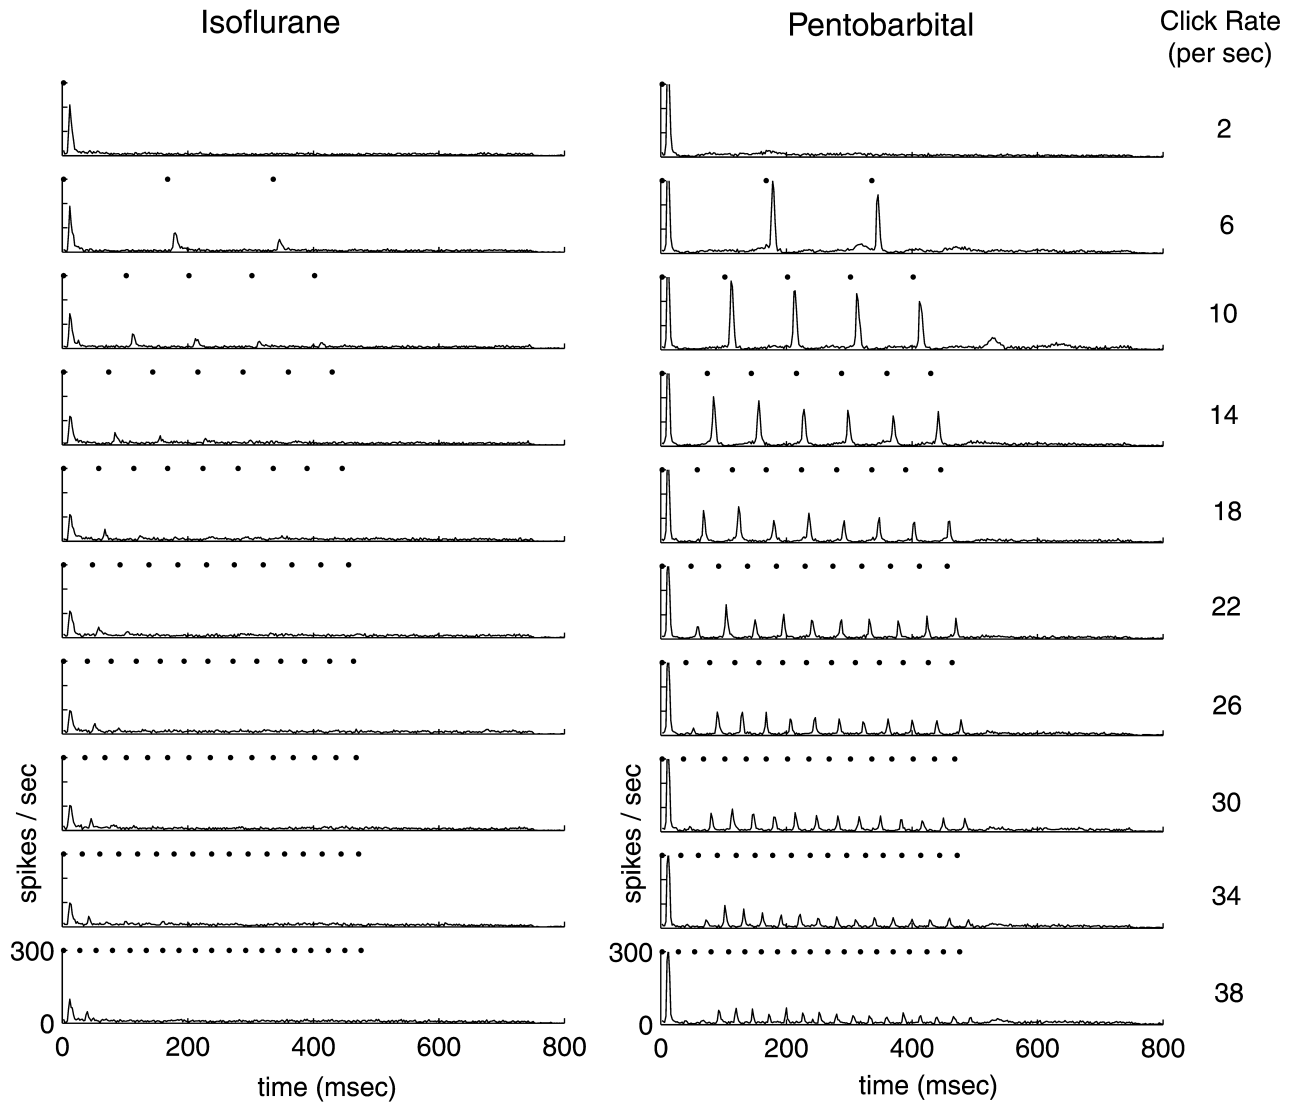 Isoflurane
Pentobarbital
Click Rate
(per sec)
2
6
10
14
18
22
26
30
34
38
spikes / sec
300
0
0 200 400 600 800
time (msec)
spikes / sec
300
0
0 200 400 600 800
time (msec)